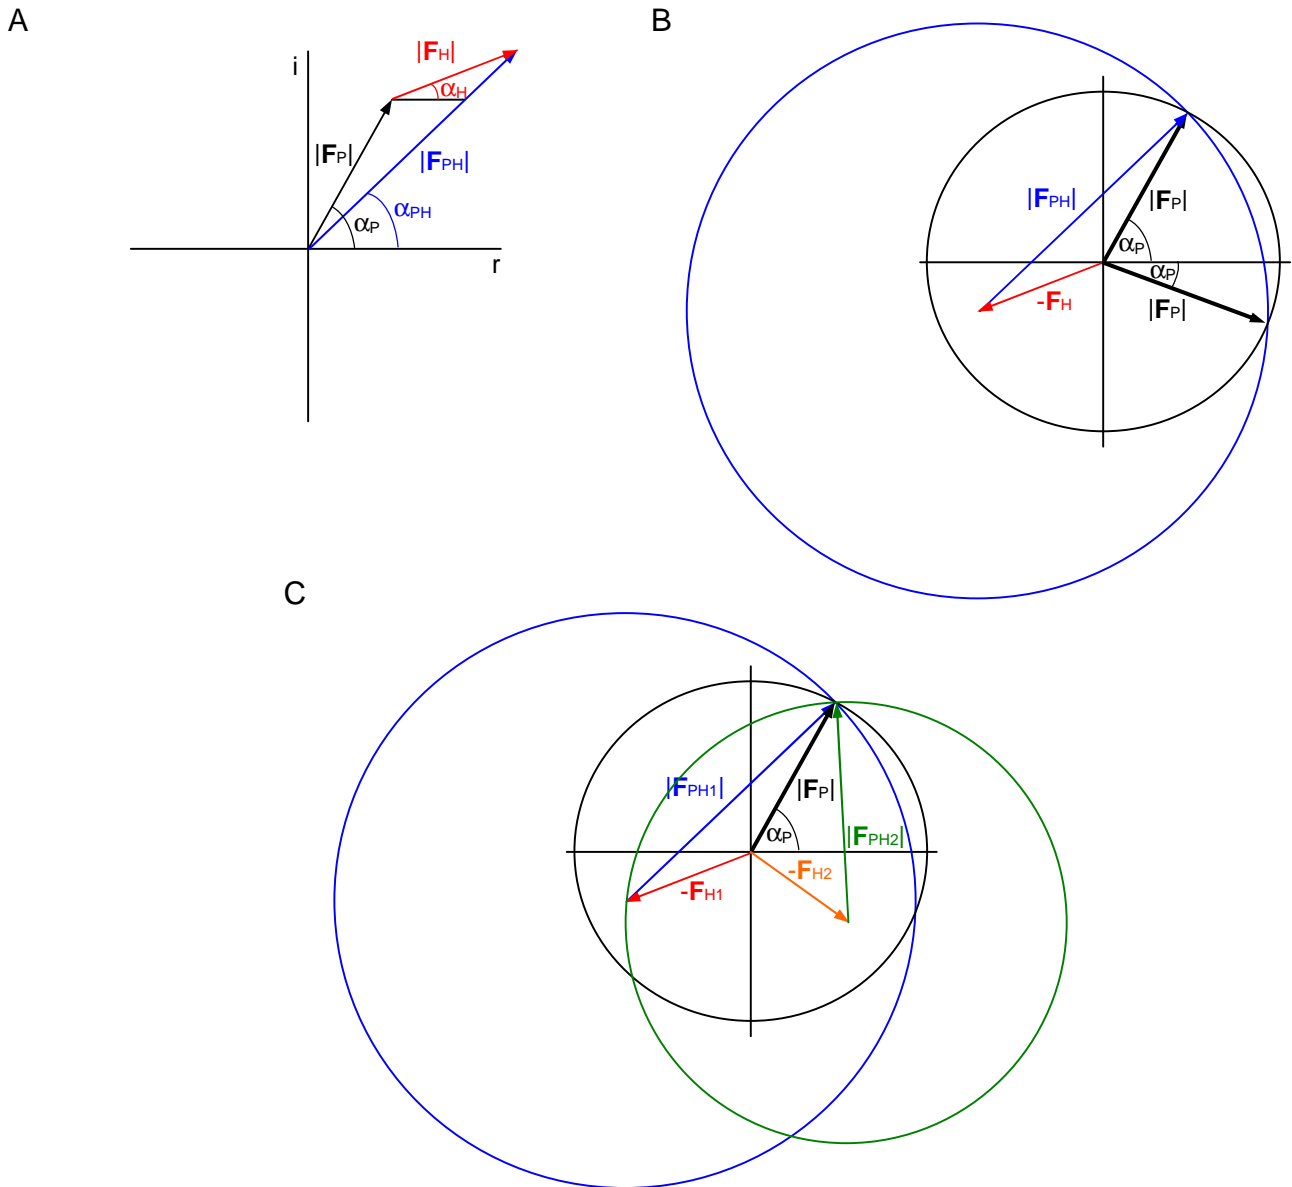 A
i
|FH|
αH
|FP|
|FPH|
αP
αPH
r
B
|FPH|
|FP|
αP
αP
-FH
|FP|
C
|FPH1|
|FP|
αP
|FPH2|
-FH1
-FH2